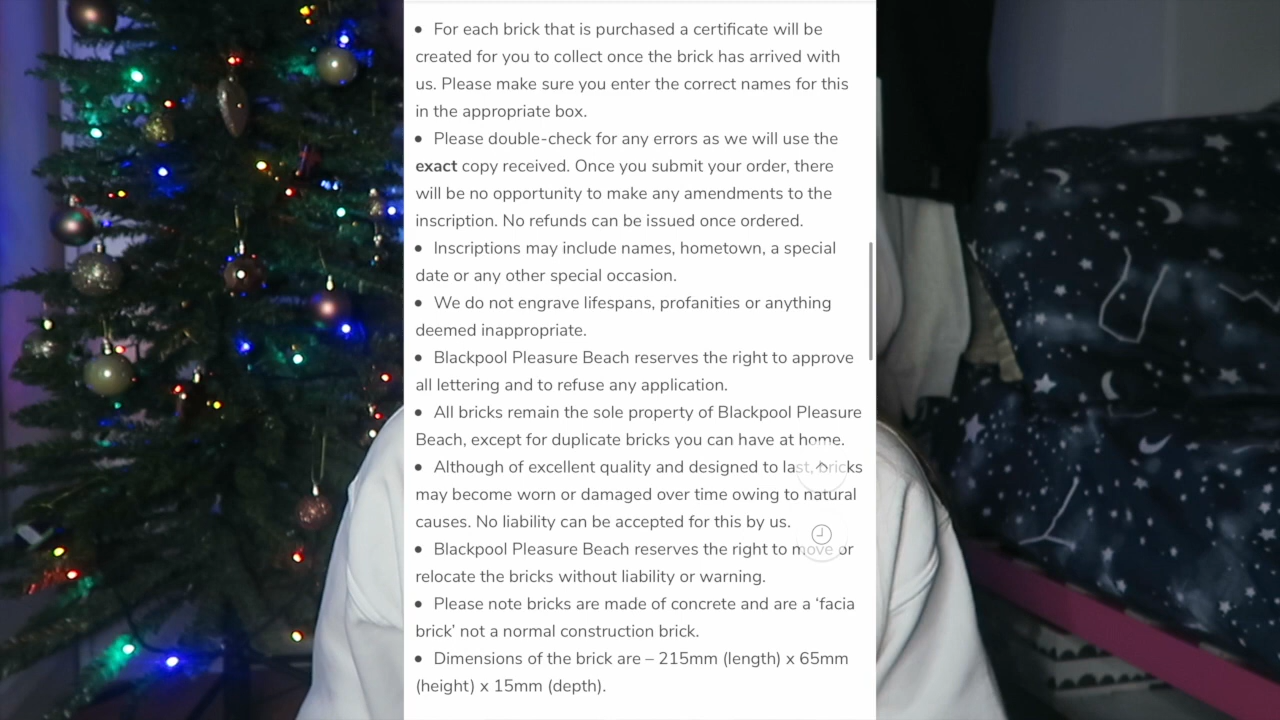 • For each brick that is purchased a certificate will be
created for you to collect once the brick has arrived with
us. Please make sure you enter the correct names for this
in the appropriate box.
• Please double-check for any errors as we will use the
exact copy received. Once you submit your order, there
will be no opportunity to make any amendments to the
inscription. No refunds can be issued once ordered.
• Inscriptions may include names, hometown, a special
date or any other special occasion.
• We do not engrave lifespans, profanities or anything
deemed inappropriate.
• Blackpool Pleasure Beach reserves the right to approve
all lettering and to refuse any application.
• All bricks remain the sole property of Blackpool Pleasure
Beach, except for duplicate bricks you can have at home.
• Although of excellent quality and designed to last, bricks
may become worn or damaged over time owing to natural
causes. No liability can be accepted for this by us.
• Blackpool Pleasure Beach reserves the right to move or
relocate the bricks without liability or warning.
• Please note bricks are made of concrete and are a ‘facia
brick’ not a normal construction brick.
• Dimensions of the brick are – 215mm (length) x 65mm
(height) x 15mm (depth).